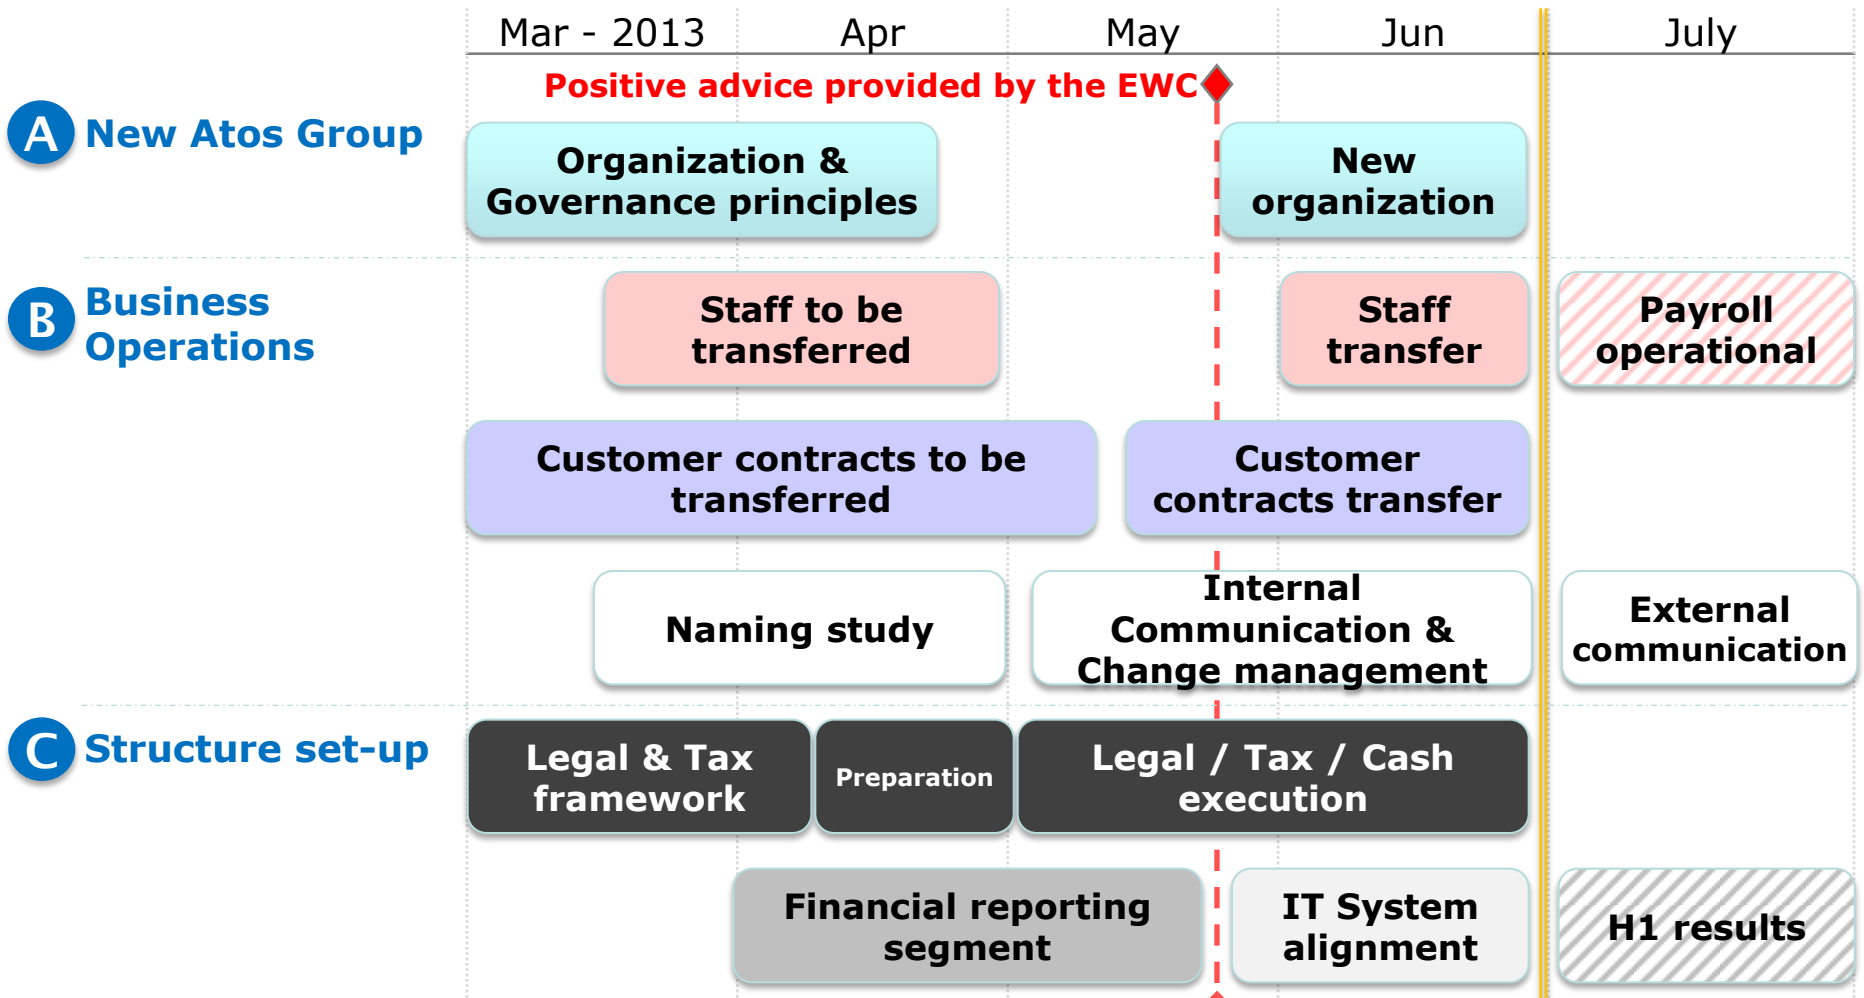 Mar - 2013
Apr
May
Jun
July
Positive advice provided by the EWC
A
New Atos Group
Organization &
Governance principles
New
organization
B
Business
Operations
Staff to be
transferred
Staff
transfer
Payroll
operational
Customer contracts to be
transferred
Customer
contracts transfer
Naming study
Internal
Communication &
Change management
External
communication
C
Structure set-up
Legal & Tax
framework
Preparation
Legal / Tax / Cash
execution
Financial reporting
segment
IT System
alignment
H1 results